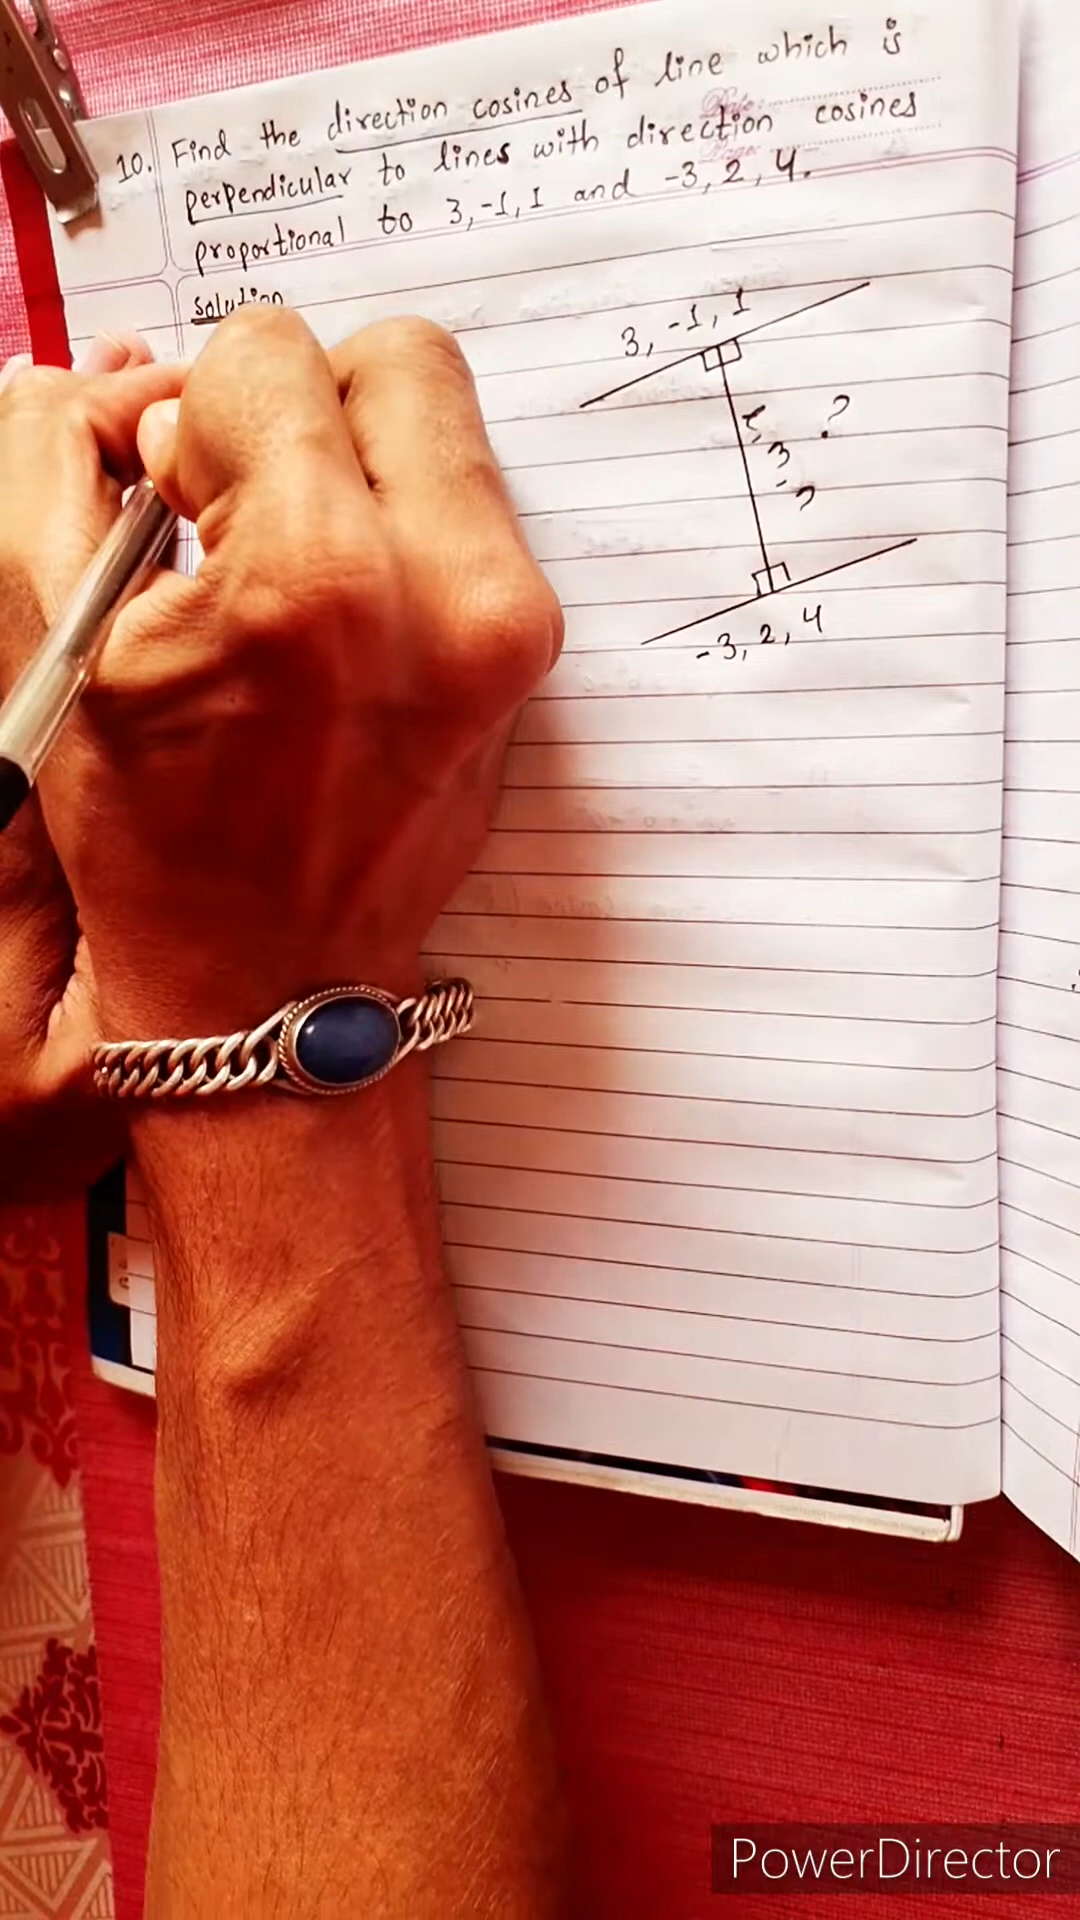 10. Find the direction cosines of line which is
perpendicular to lines with direction cosines
proportional to 3,-1,1 and -3,2,4.
Solution
3, -1, 1
?
-3, 2, 4
PowerDirector